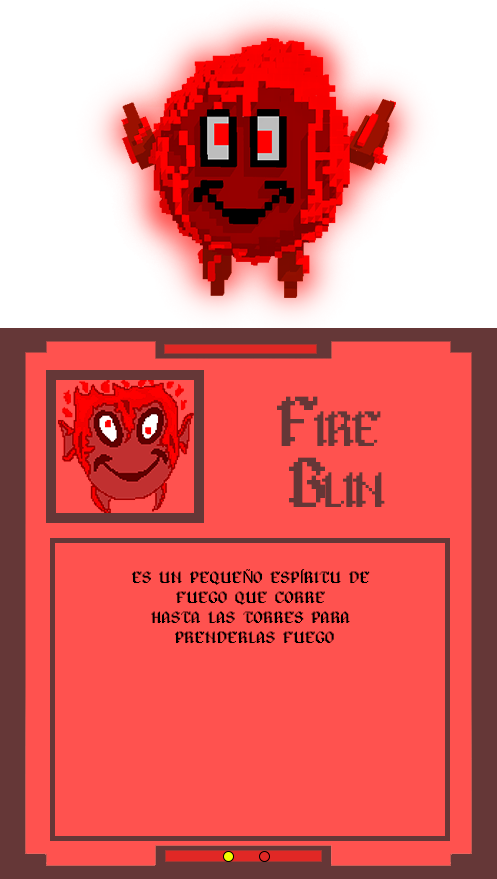 FIRE
BLIN
ES UN PEQUEÑO ESPÍRITU DE
FUEGO QUE CORRE
HASTA LAS TORRES PARA
PRENDERLAS FUEGO